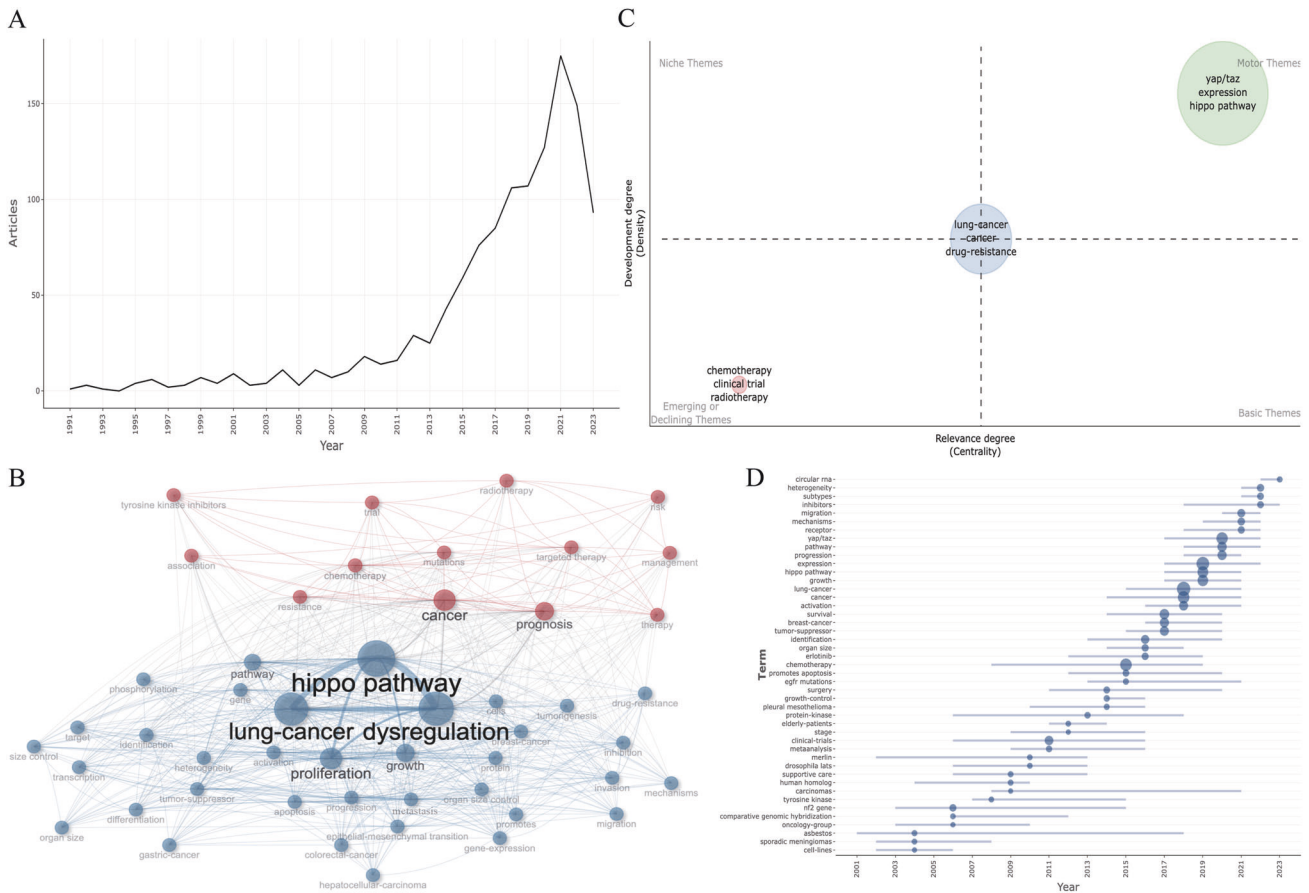 A
Articles
150
100
50
0
1991
1993
1995
1997
1999
2001
2003
2005
2007
2009
2011
2013
2015
2017
2019
2021
2023
Year
C
Niche Themes
Motor Themes
yap/taz
expression
hippo pathway
Development degree
(Density)
lung-cancer
cancer
drug-resistance
chemotherapy
clinical trial
radiotherapy
Emerging or
Declining Themes
Basic Themes
Relevance degree
(Centrality)
B
tyrosine kinase inhibitors
trial
radiotherapy
risk
association
chemotherapy
mutations
targeted therapy
management
resistance
cancer
prognosis
therapy
pathway
hippo pathway
phosphorylation
gene
cells
tumorigenesis
drug-resistance
lung-cancer
dysregulation
target
identification
breast-cancer
inhibition
size control
heterogeneity
activation
proliferation
growth
protein
transcription
tumor-suppressor
apoptosis
progression
metastasis
organ size control
invasion
mechanisms
organ size
differentiation
epithelial-mesenchymal transition
promotes
migration
gastric-cancer
colorectal-cancer
gene-expression
hepatocellular-carcinoma
D
Term
circular rna
heterogeneity
subtypes
inhibitors
migration
mechanisms
receptor
yap/taz
pathway
progression
expression
hippo pathway
growth
lung-cancer
cancer
activation
survival
breast-cancer
tumor-suppressor
identification
organ size
erlotinib
chemotherapy
promotes apoptosis
egfr mutations
surgery
growth-control
pleural mesothelioma
protein-kinase
elderly-patients
stage
clinical-trials
metaanalysis
merlin
drosophila lats
supportive care
human homolog
carcinomas
tyrosine kinase
nf2 gene
comparative genomic hybridization
oncology-group
asbestos
sporadic meningiomas
cell-lines
2001
2003
2005
2007
2009
2011
2013
2015
2017
2019
2021
2023
Year